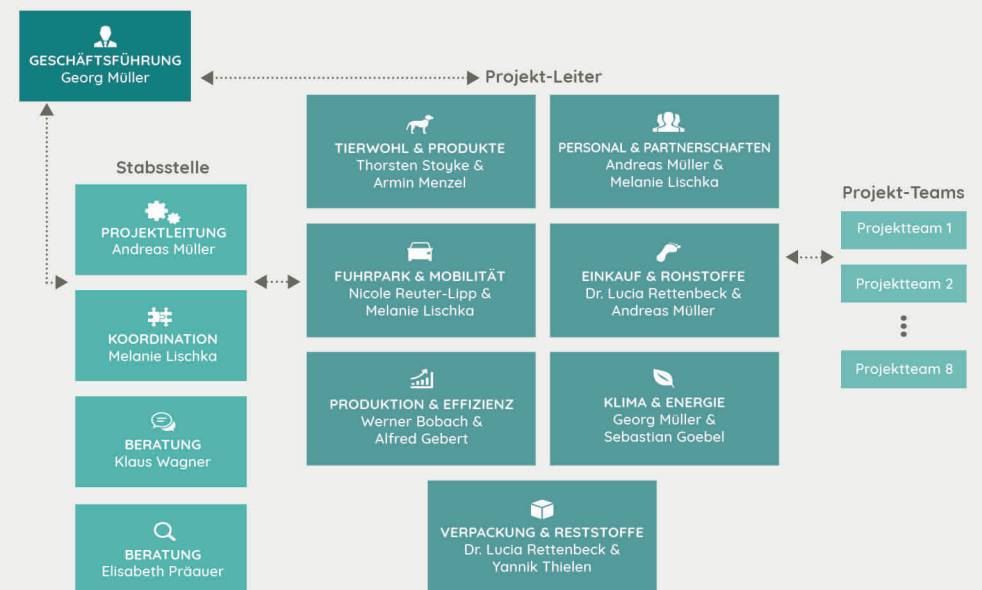 GESCHÄFTSFÜHRUNG
Georg Müller
Projekt-Leiter
Stabsstelle
PROJEKTLEITUNG
Andreas Müller
KOORDINATION
Melanie Lischka
BERATUNG
Klaus Wagner
BERATUNG
Elisabeth Präauer
TIERWOHL & PRODUKTE
Thorsten Stoyke &
Armin Menzel
PERSONAL & PARTNERSCHAFTEN
Andreas Müller &
Melanie Lischka
FUHRPARK & MOBILITÄT
Nicole Reuter-Lipp &
Melanie Lischka
EINKAUF & ROHSTOFFE
Dr. Lucia Rettenbeck &
Andreas Müller
PRODUKTION & EFFIZIENZ
Werner Bobach &
Alfred Gebert
KLIMA & ENERGIE
Georg Müller &
Sebastian Goebel
VERPACKUNG & RESTSTOFFE
Dr. Lucia Rettenbeck &
Yannik Thielen
Projekt-Teams
Projektteam 1
Projektteam 2
Projektteam 8